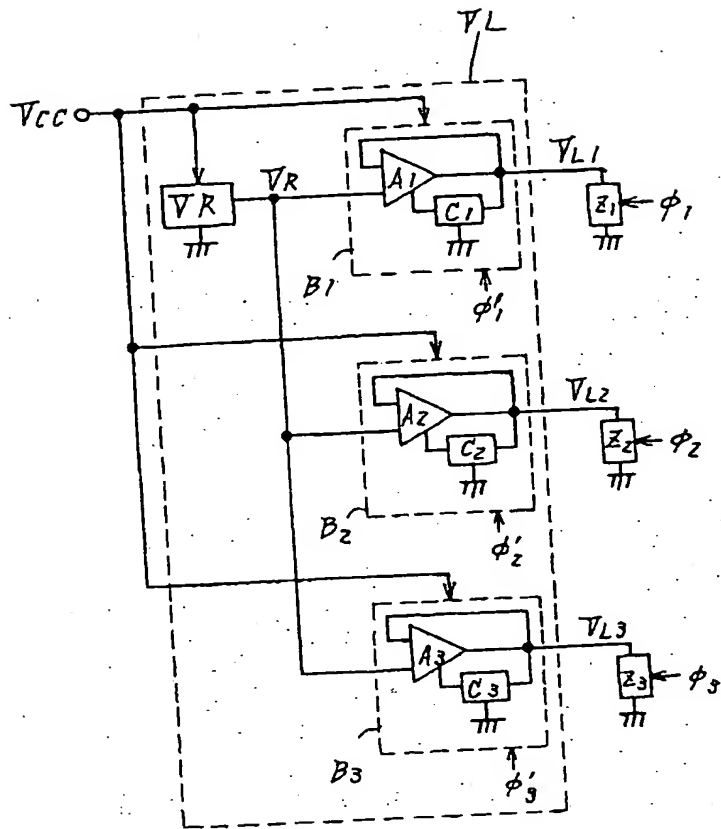 VL
VCC
VR
VR
A1
C1
B1
φ'1
VL1
Z1
φ1
A2
C2
B2
φ'2
VL2
Z2
φ2
A3
C3
B3
φ'3
VL3
Z3
φ3